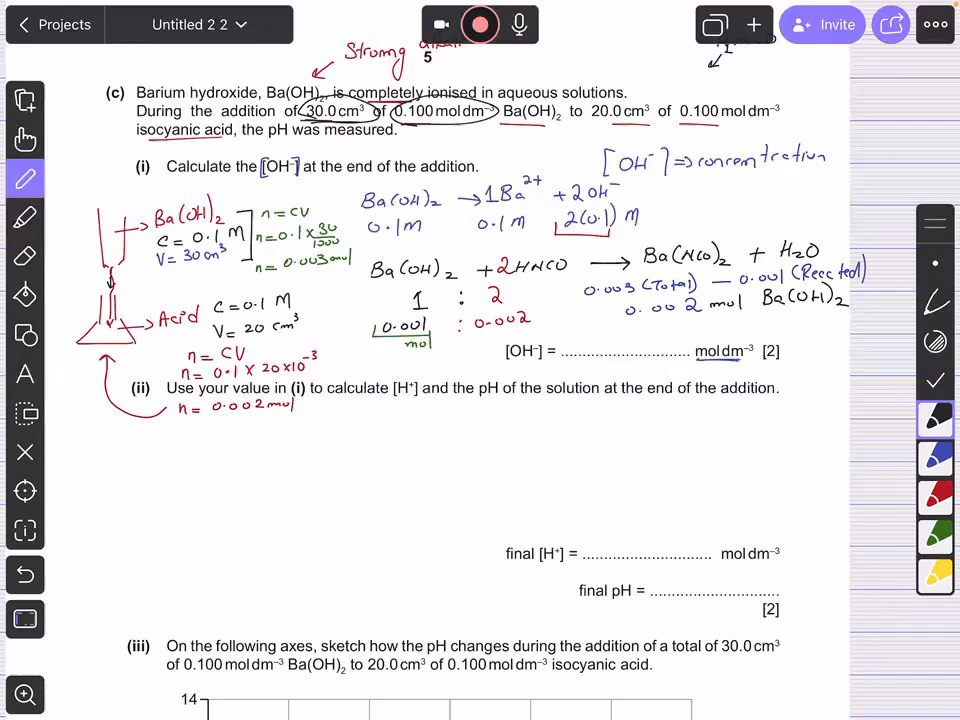 Projects
Untitled 2 2
Invite
Strong
5
(c) Barium hydroxide, Ba(OH)₂, is completely ionised in aqueous solutions.
During the addition of 30.0 cm³ of 0.100 mol dm⁻³ Ba(OH)₂ to 20.0 cm³ of 0.100 mol dm⁻³
isocyanic acid, the pH was measured.
(i) Calculate the [OH⁻] at the end of the addition.
[OH⁻] ⇒ concentration
Ba(OH)₂ → 1Ba²⁺ + 2OH⁻
0.1M 0.1M 2(0.1) M
Ba(OH)₂
C = 0.1 M
V = 30 cm³
n = CV
n = 0.1 × 30/1000
n = 0.003 mol
Ba(OH)₂ + 2HNCO → Ba(NCO)₂ + H₂O
1 : 2
0.001 : 0.002
mol
0.003 (Total) — 0.001 (Reacted)
0.002 mol Ba(OH)₂
Acid
C = 0.1 M
V = 20 cm³
n = CV
n = 0.1 × 20×10⁻³
n = 0.002 mol
[OH⁻] = .............................. mol dm⁻³ [2]
(ii) Use your value in (i) to calculate [H⁺] and the pH of the solution at the end of the addition.
final [H⁺] = .............................. mol dm⁻³
final pH = ..............................
[2]
(iii) On the following axes, sketch how the pH changes during the addition of a total of 30.0 cm³
of 0.100 mol dm⁻³ Ba(OH)₂ to 20.0 cm³ of 0.100 mol dm⁻³ isocyanic acid.
14